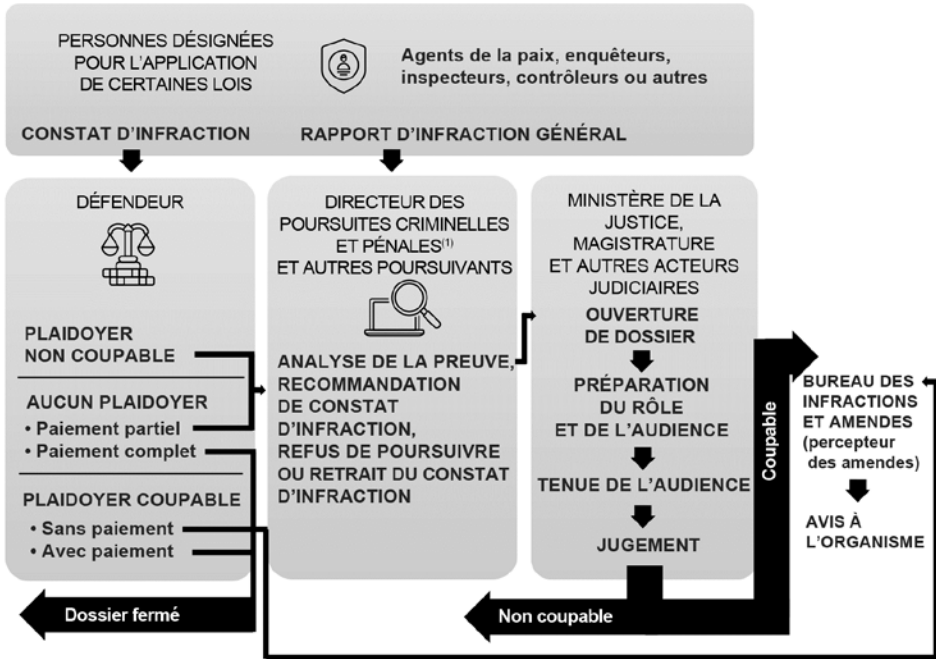 PERSONNES DÉSIGNÉES
POUR L'APPLICATION
DE CERTAINES LOIS
Agents de la paix, enquêteurs,
inspecteurs, contrôleurs ou autres
CONSTAT D'INFRACTION
RAPPORT D'INFRACTION GÉNÉRAL
DÉFENDEUR
PLAIDOYER
NON COUPABLE
AUCUN PLAIDOYER
• Paiement partiel
• Paiement complet
PLAIDOYER COUPABLE
• Sans paiement
• Avec paiement
Dossier fermé
DIRECTEUR DES
POURSUITES CRIMINELLES
ET PÉNALES(1)
ET AUTRES POURSUIVANTS
ANALYSE DE LA PREUVE,
RECOMMANDATION
DE CONSTAT
D'INFRACTION,
REFUS DE POURSUIVRE
OU RETRAIT DU CONSTAT
D'INFRACTION
MINISTÈRE DE LA
JUSTICE,
MAGISTRATURE
ET AUTRES ACTEURS
JUDICIAIRES
OUVERTURE
DE DOSSIER
PRÉPARATION
DU RÔLE
ET DE L'AUDIENCE
TENUE DE L'AUDIENCE
JUGEMENT
Non coupable
Coupable
BUREAU DES
INFRACTIONS
ET AMENDES
(percepteur
des amendes)
AVIS À
L'ORGANISME